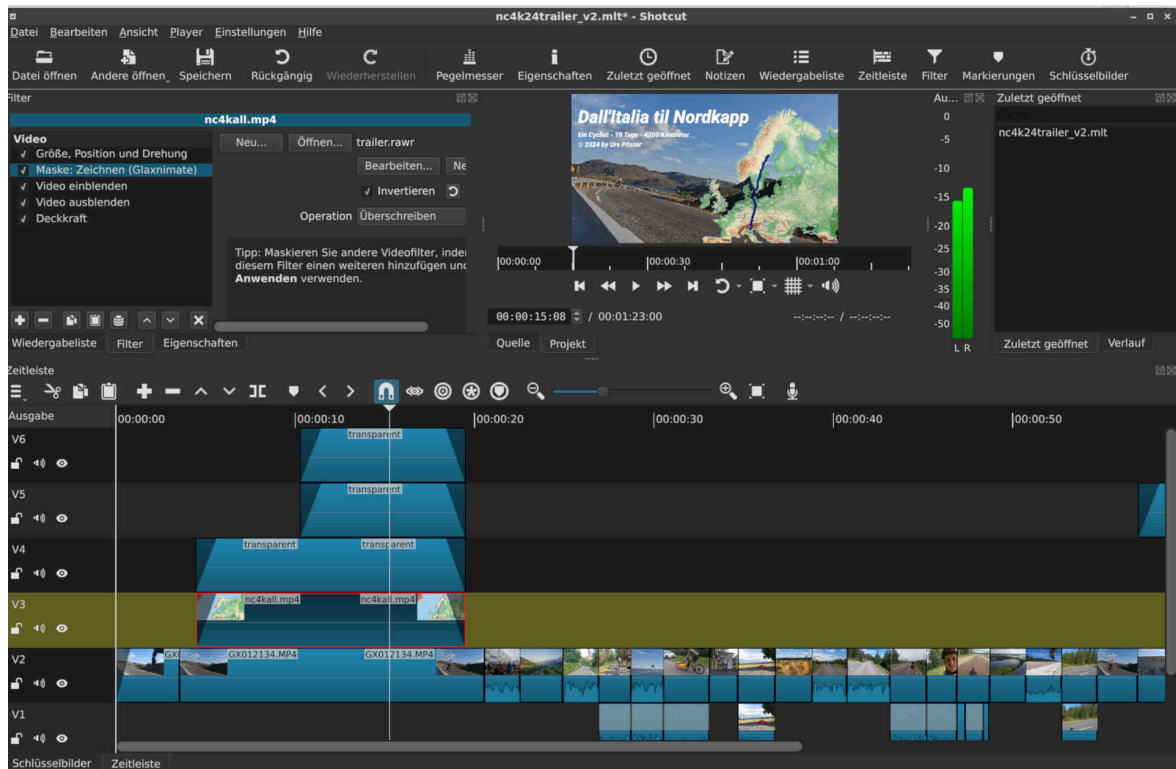 nc4k24trailer_v2.mlt* - Shotcut
Datei Bearbeiten Ansicht Player Einstellungen Hilfe
Datei öffnen Andere öffnen Speichern Rückgängig Wiederherstellen Pegelmesser Eigenschaften Zuletzt geöffnet Notizen Wiedergabeliste Zeitleiste Filter Markierungen Schlüsselbilder
Filter
nc4kall.mp4
Video
Größe, Position und Drehung
Maske: Zeichnen (Glaxnimate)
Video einblenden
Video ausblenden
Deckkraft
Neu... Öffnen... trailer.rawr
Bearbeiten... Ne
Invertieren
Operation Überschreiben
Tipp: Maskieren Sie andere Videofilter, inder
diesem Filter einen weiteren hinzufügen und
Anwenden verwenden.
Wiedergabeliste Filter Eigenschaften
Dall'Italia til Nordkapp
Ein Cyclist - 19 Tage - 4200 Kilometer
© 2024 by Urs Pfister
00:00:00 00:00:30 00:01:00
00:00:15:08 / 00:01:23:00 --:--:--:-- / --:--:--:--
Quelle Projekt
Au...
0
-5
-10
-15
-20
-25
-30
-35
-40
-50
L R
Zuletzt geöffnet
nc4k24trailer_v2.mlt
Zuletzt geöffnet Verlauf
Zeitleiste
Ausgabe 00:00:00 00:00:10 00:00:20 00:00:30 00:00:40 00:00:50
V6
transparent
V5
transparent
V4
transparent transparent
V3
nc4kall.mp4 nc4kall.mp4
V2
GX GX012134.MP4 GX012134.MP4
V1
Schlüsselbilder Zeitleiste